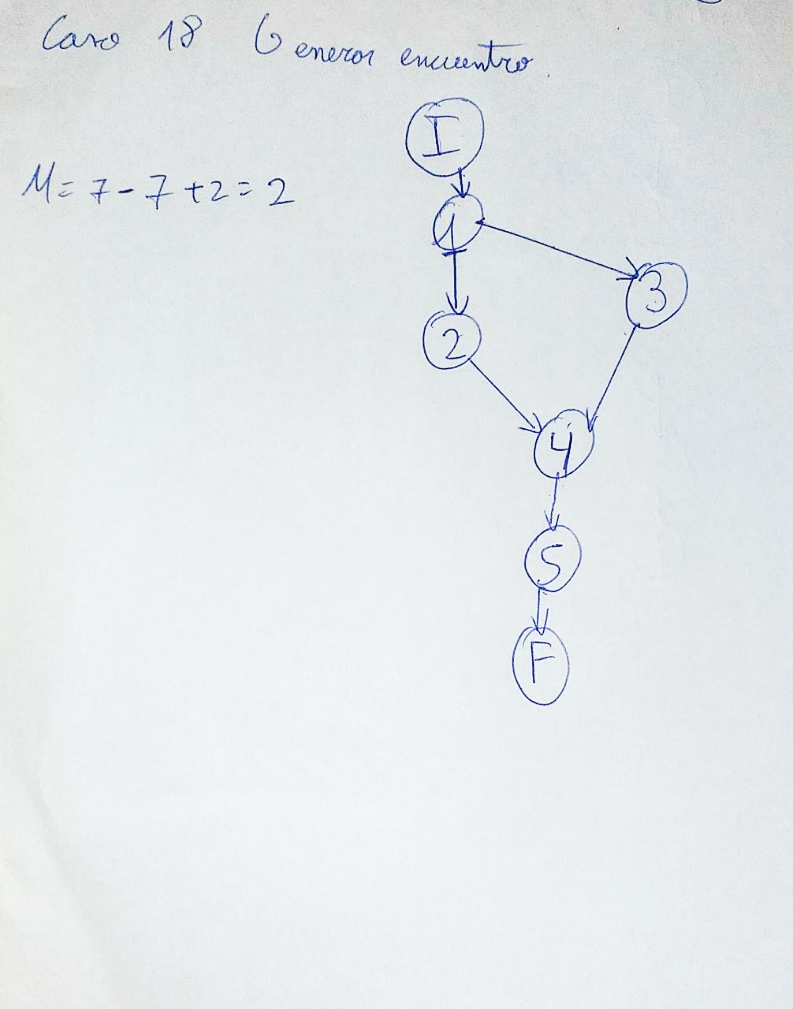 Caso 18 Generar encuentro.
M = 7 - 7 + 2 = 2
I
1
3
2
4
5
F